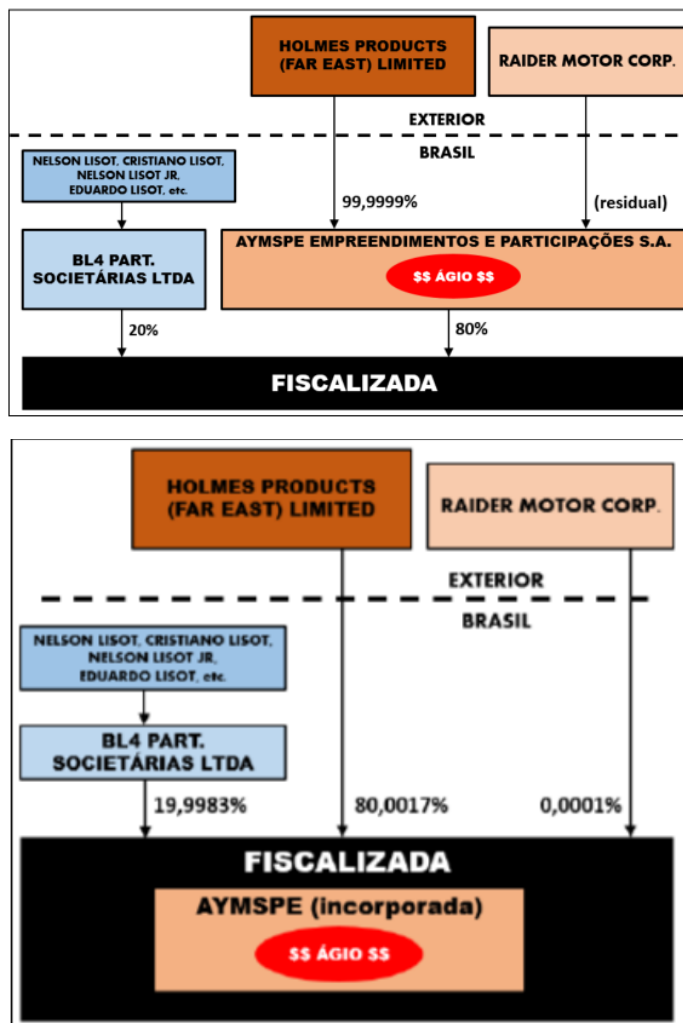 HOLMES PRODUCTS
(FAR EAST) LIMITED
RAIDER MOTOR CORP.
EXTERIOR
BRASIL
NELSON LISOT, CRISTIANO LISOT,
NELSON LISOT JR,
EDUARDO LISOT, etc.
99,9999%
(residual)
BL4 PART.
SOCIETÁRIAS LTDA
AYMSPE EMPREENDIMENTOS E PARTICIPAÇÕES S.A.
$$ ÁGIO $$
20%
80%
FISCALIZADA
HOLMES PRODUCTS
(FAR EAST) LIMITED
RAIDER MOTOR CORP.
EXTERIOR
BRASIL
NELSON LISOT, CRISTIANO LISOT,
NELSON LISOT JR,
EDUARDO LISOT, etc.
BL4 PART.
SOCIETÁRIAS LTDA
19,9983%
80,0017%
0,0001%
FISCALIZADA
AYMSPE (incorporada)
$$ ÁGIO $$